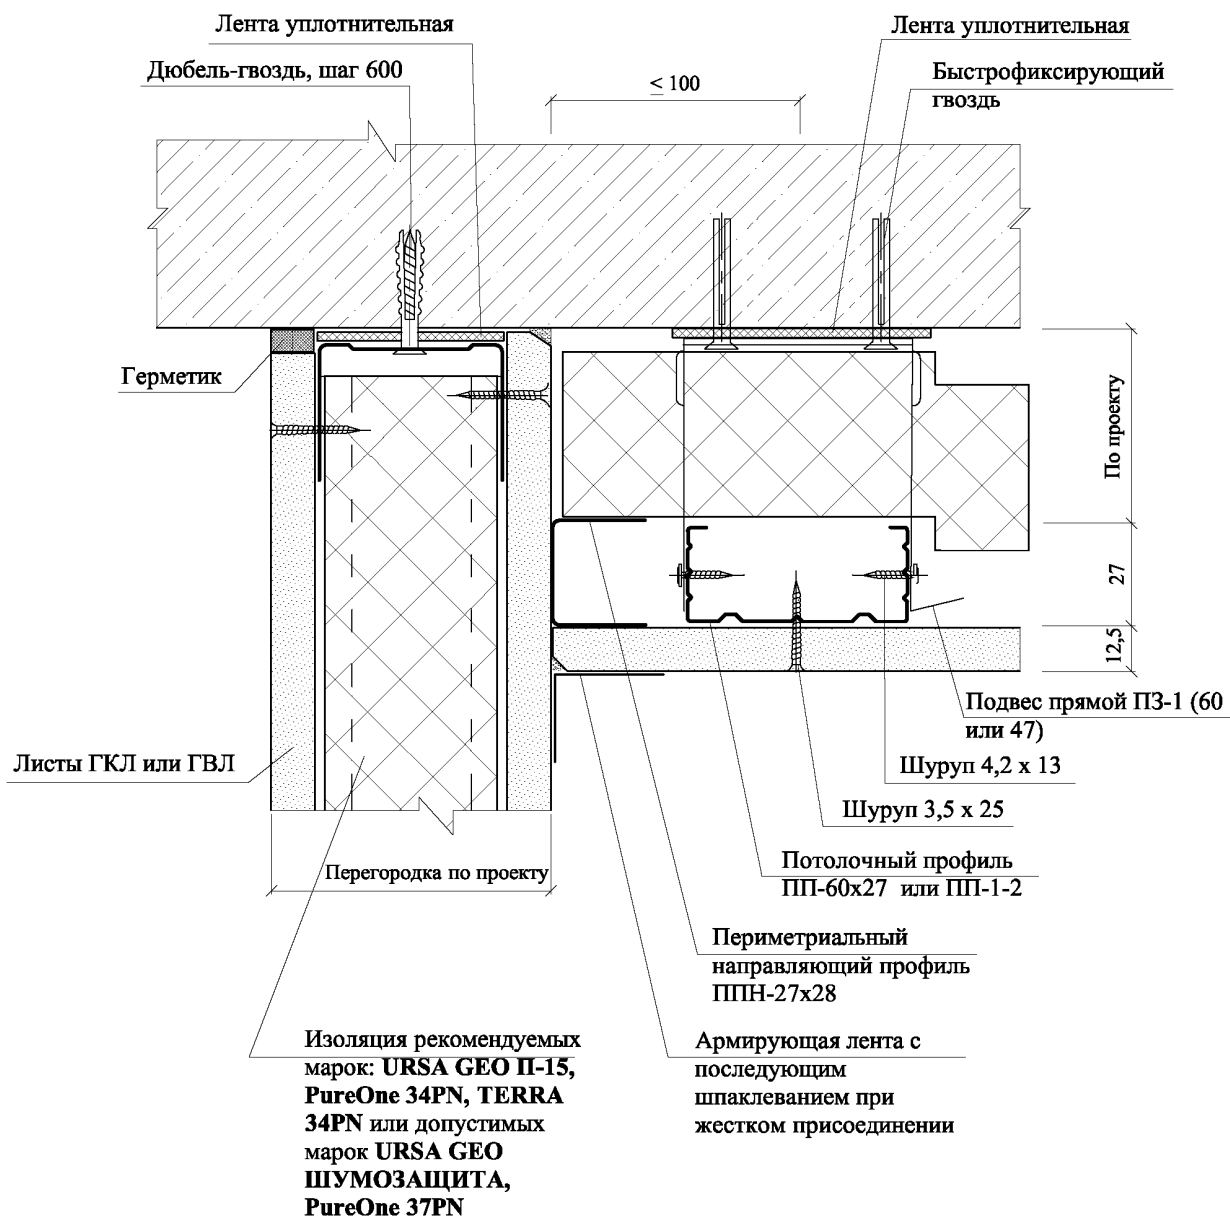 Лента уплотнительная
Лента уплотнительная
Дюбель-гвоздь, шаг 600
Быстрофиксирующий
гвоздь
≤ 100
Герметик
По проекту
27
12,5
Подвес прямой ПЗ-1 (60
или 47)
Листы ГКЛ или ГВЛ
Шуруп 4,2 х 13
Шуруп 3,5 х 25
Перегородка по проекту
Потолочный профиль
ПП-60х27 или ПП-1-2
Периметриальный
направляющий профиль
ППН-27х28
Изоляция рекомендуемых
марок: URSA GEO П-15,
PureOne 34PN, TERRA
34PN или допустимых
марок URSA GEO
ШУМОЗАЩИТА,
PureOne 37PN
Армирующая лента с
последующим
шпаклеванием при
жестком присоединении